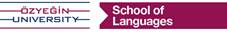 ÖZYEĞİN
UNIVERSITY
School of
Languages